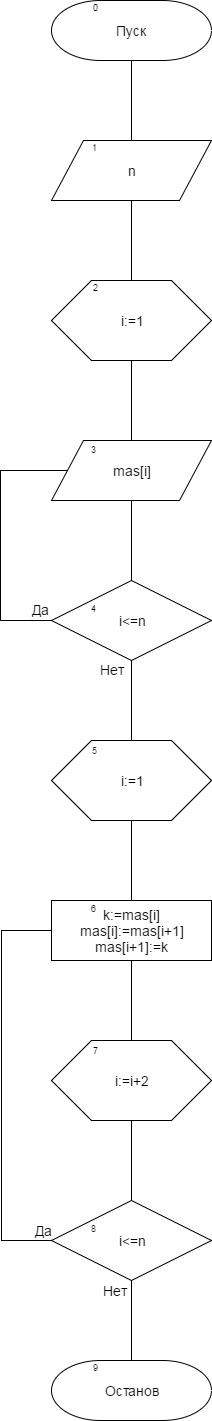 0
Пуск
1
n
2
i:=1
3
mas[i]
Да
4
i<=n
Нет
5
i:=1
6
k:=mas[i]
mas[i]:=mas[i+1]
mas[i+1]:=k
7
i:=i+2
Да
8
i<=n
Нет
9
Останов